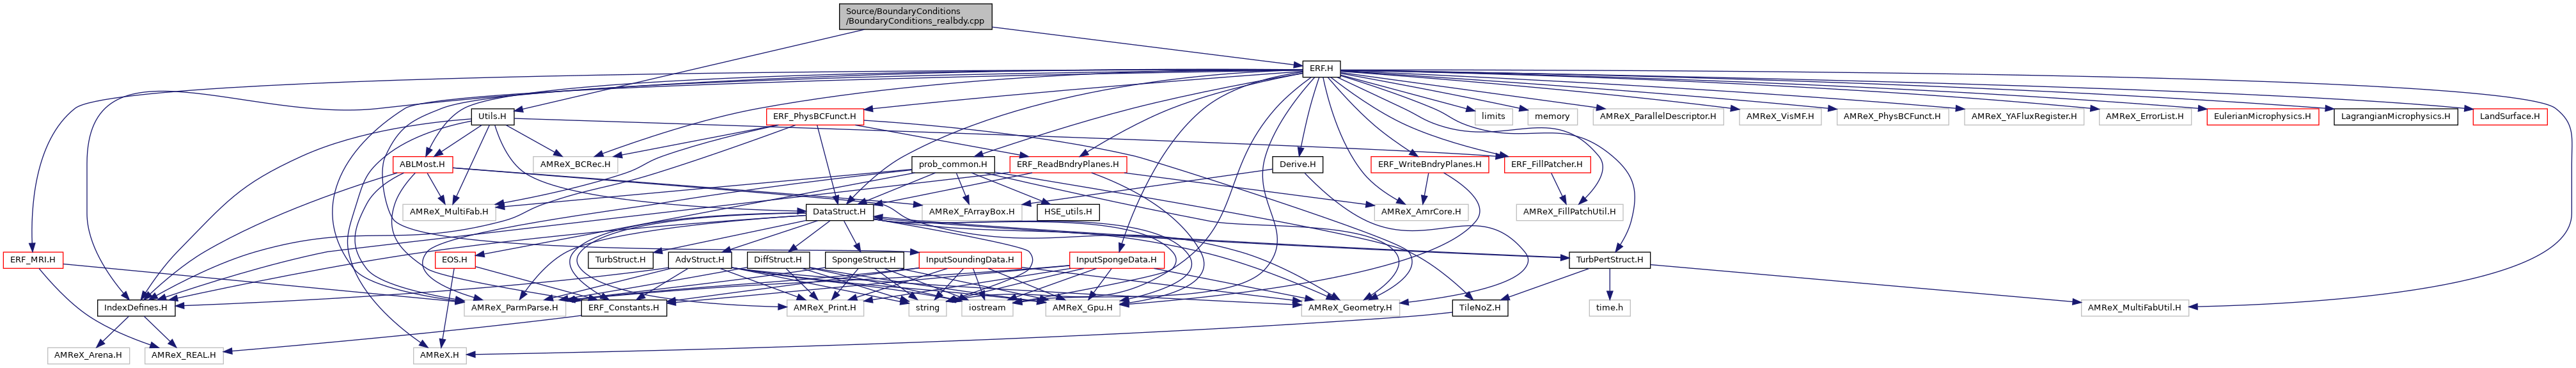 Source/BoundaryConditions
/BoundaryConditions_realbdy.cpp
ERF.H
Utils.H
ERF_PhysBCFunct.H
limits
memory
AMReX_ParallelDescriptor.H
AMReX_VisMF.H
AMReX_PhysBCFunct.H
AMReX_YAFluxRegister.H
AMReX_ErrorList.H
EulerianMicrophysics.H
LagrangianMicrophysics.H
LandSurface.H
ABLMost.H
AMReX_BCRec.H
prob_common.H
ERF_ReadBndryPlanes.H
Derive.H
ERF_WriteBndryPlanes.H
ERF_FillPatcher.H
AMReX_MultiFab.H
DataStruct.H
AMReX_FArrayBox.H
HSE_utils.H
AMReX_AmrCore.H
AMReX_FillPatchUtil.H
ERF_MRI.H
EOS.H
TurbStruct.H
AdvStruct.H
DiffStruct.H
SpongeStruct.H
InputSoundingData.H
InputSpongeData.H
TurbPertStruct.H
IndexDefines.H
AMReX_ParmParse.H
ERF_Constants.H
AMReX_Print.H
string
iostream
AMReX_Gpu.H
AMReX_Geometry.H
TileNoZ.H
time.h
AMReX_MultiFabUtil.H
AMReX_Arena.H
AMReX_REAL.H
AMReX.H